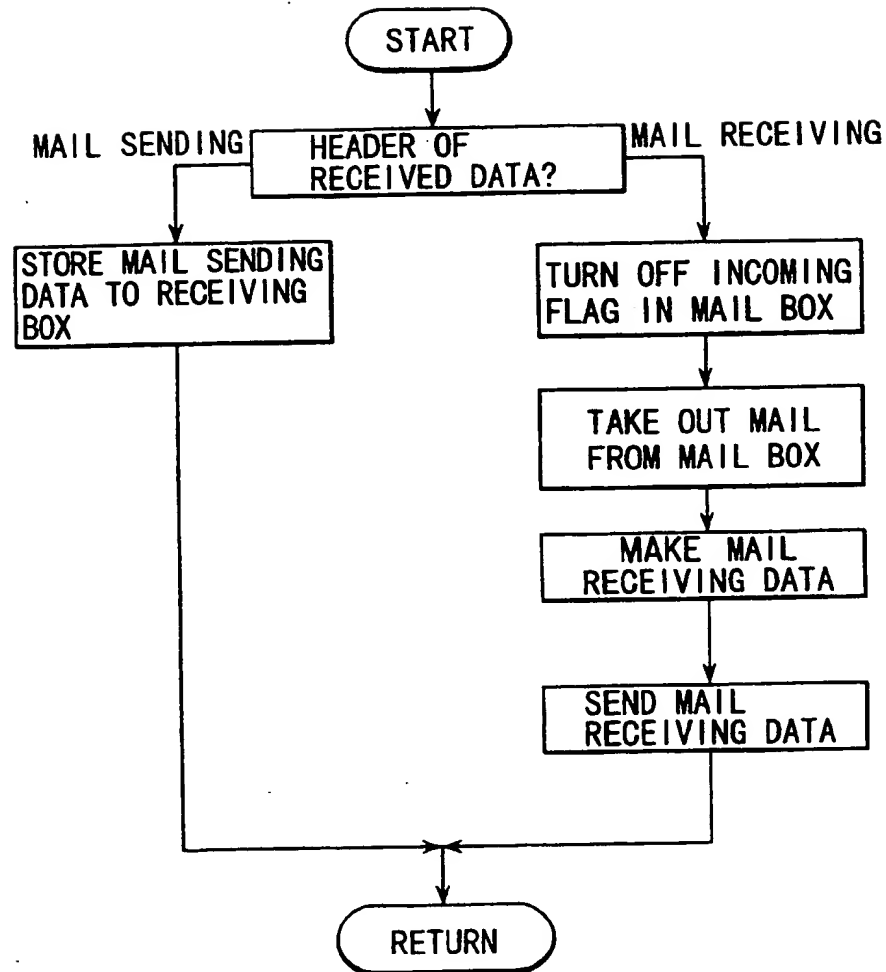 START
MAIL SENDING
HEADER OF
RECEIVED DATA?
MAIL RECEIVING
STORE MAIL SENDING
DATA TO RECEIVING
BOX
TURN OFF INCOMING
FLAG IN MAIL BOX
TAKE OUT MAIL
FROM MAIL BOX
MAKE MAIL
RECEIVING DATA
SEND MAIL
RECEIVING DATA
RETURN